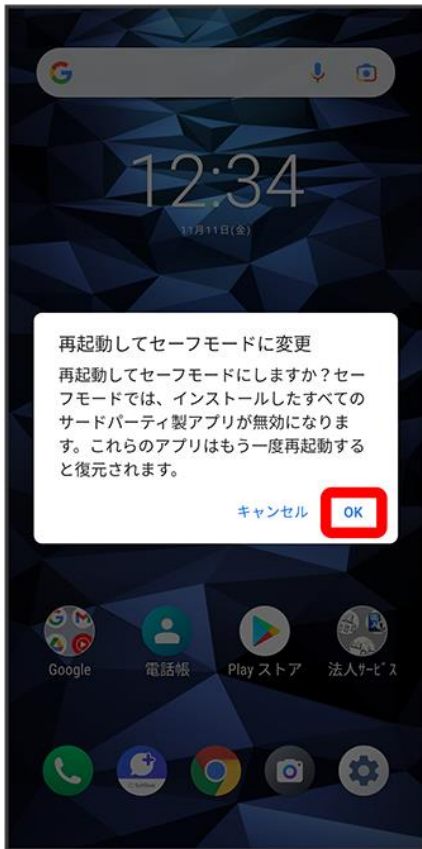 12:34
11月11日(金)
再起動してセーフモードに変更
再起動してセーフモードにしますか？セー
フモードでは、インストールしたすべての
サードパーティ製アプリが無効になりま
す。これらのアプリはもう一度再起動する
と復元されます。
キャンセル OK
Google 電話帳 Play ストア 法人ｻｰﾋﾞｽ